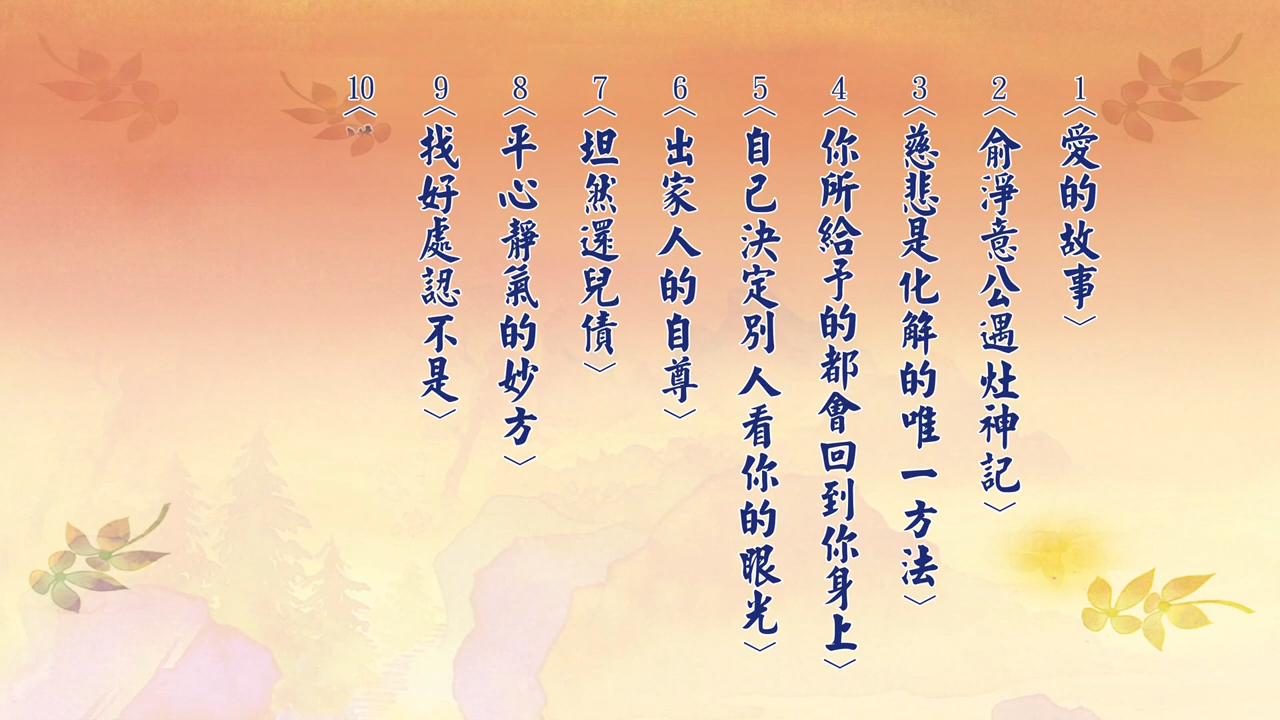 1〈愛的故事〉
2〈俞淨意公遇灶神記〉
3〈慈悲是化解的唯一方法〉
4〈你所給予的都會回到你身上〉
5〈自己決定別人看你的眼光〉
6〈出家人的自尊〉
7〈坦然還兒債〉
8〈平心靜氣的妙方〉
9〈找好處認不是〉
10〈